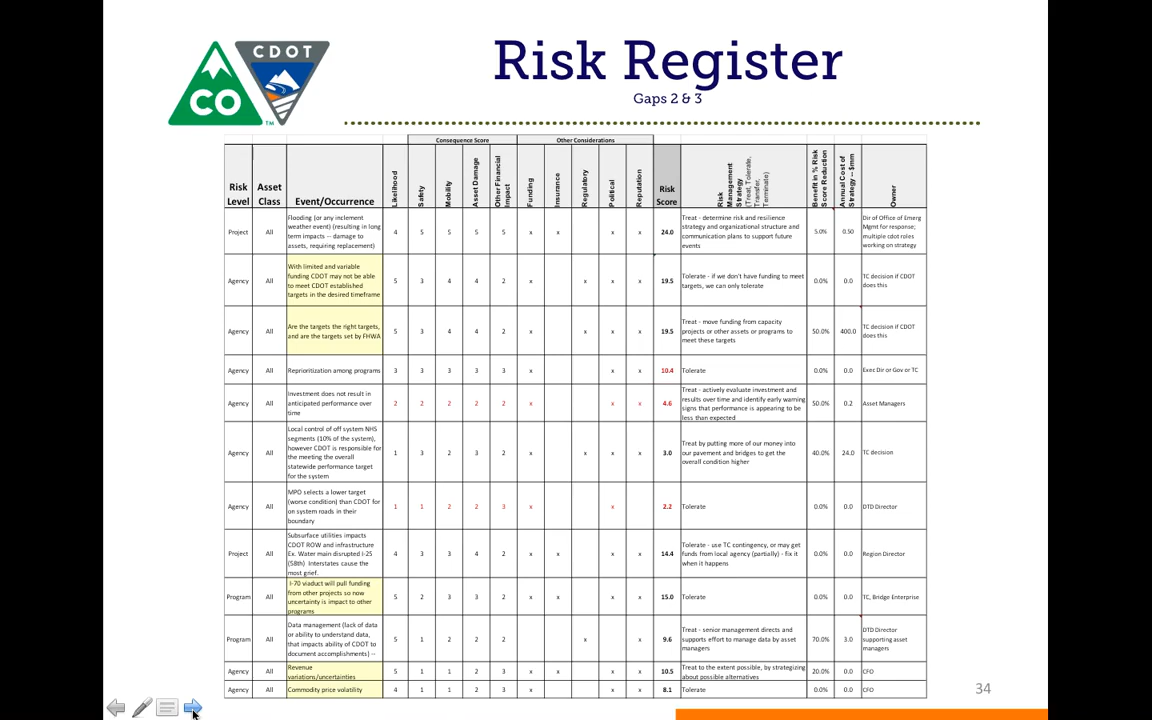 CDOT
CO
TM
Risk Register
Gaps 2 & 3
Consequence Score Other Considerations
Risk Level Asset Class Event/Occurrence Likelihood Safety Mobility Asset Damage Other Financial Impact Funding Insurance Regulatory Political Reputation Risk Score Risk Management Strategy (Treat, Tolerate, Transfer, Terminate) Benefit in % Risk Score Reduction Annual Cost of Strategy -- $mm Owner
Project All Flooding (or any inclement weather event) (resulting in long term impacts -- damage to assets, requiring replacement) 4 5 5 5 5 x x x x 24.0 Treat - determine risk and resilience strategy and organizational structure and communication plans to support future events 5.0% 0.50 Dir of Office of Emerg Mgmt for response; multiple cdot roles working on strategy
Agency All With limited and variable funding CDOT may not be able to meet CDOT established targets in the desired timeframe 5 3 4 4 2 x x x x 19.5 Tolerate - if we don't have funding to meet targets, we can only tolerate 0.0% 0.0 TC decision if CDOT does this
Agency All Are the targets the right targets, and are the targets set by FHWA 5 3 4 4 2 x x x x 19.5 Treat - move funding from capacity projects or other assets or programs to meet these targets 50.0% 400.0 TC decision if CDOT does this
Agency All Reprioritization among programs 3 3 3 3 3 x x x 10.4 Tolerate 0.0% 0.0 Exec Dir or Gov or TC
Agency All Investment does not result in anticipated performance over time 2 2 2 2 2 x x x 4.6 Treat - actively evaluate investment and results over time and identify early warning signs that performance is appearing to be less than expected 50.0% 0.2 Asset Managers
Agency All Local control of off system NHS segments (10% of the system), however CDOT is responsible for the meeting the overall statewide performance target for the system 1 3 2 3 2 x x x x 3.0 Treat by putting more of our money into our pavement and bridges to get the overall condition higher 40.0% 24.0 TC decision
Agency All MPO selects a lower target (worse condition) than CDOT for on system roads in their boundary 1 1 2 2 3 x x 2.2 Tolerate 0.0% 0.0 DTD Director
Project All Subsurface utilities impacts CDOT ROW and infrastructure Ex. Water main disrupted I-25 (58th) Interstates cause the most grief. 4 3 3 4 2 x x x x 14.4 Tolerate - use TC contingency, or may get funds from local agency (partially) - fix it when it happens 0.0% 0.0 Region Director
Program All I-70 viaduct will pull funding from other projects so now uncertainty is impact to other programs 5 2 3 3 2 x x x x 15.0 Tolerate 0.0% 0.0 TC, Bridge Enterprise
Program All Data management (lack of data or ability to understand data, that impacts ability of CDOT to document accomplishments) -- 5 1 2 2 2 x x 9.6 Treat - senior management directs and supports effort to manage data by asset managers 70.0% 3.0 DTD Director supporting asset managers
Agency All Revenue variations/uncertainties 5 1 1 2 3 x x x x 10.5 Treat to the extent possible, by strategizing about possible alternatives 20.0% 0.0 CFO
Agency All Commodity price volatility 4 1 1 2 3 x x x 8.1 Tolerate 0.0% 0.0 CFO
34